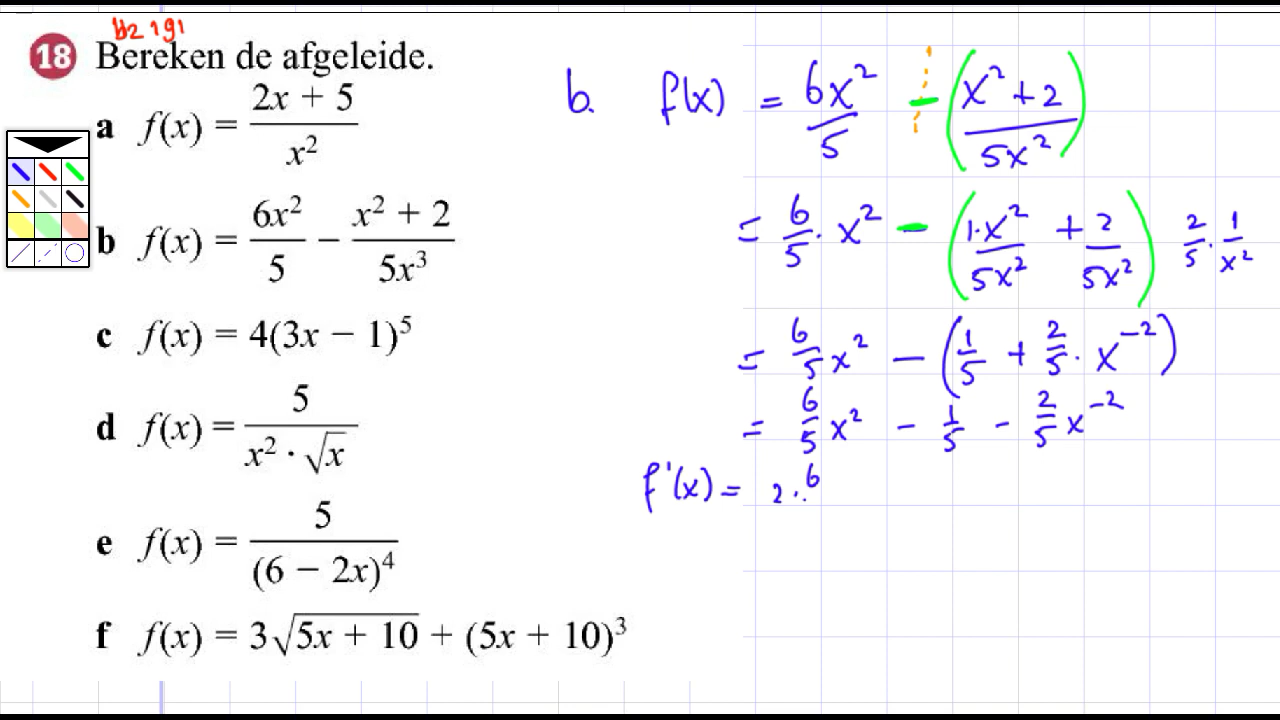 blz 191
18 Bereken de afgeleide.
a f(x) = (2x + 5)/x²
b f(x) = 6x²/5 − (x² + 2)/(5x³)
c f(x) = 4(3x − 1)⁵
d f(x) = 5/(x² · √x)
e f(x) = 5/(6 − 2x)⁴
f f(x) = 3√(5x + 10) + (5x + 10)³
b. f(x) = 6x²/5 − ((x² + 2)/(5x²))
= 6/5 · x² − (1·x²/(5x²) + 2/(5x²)) 2/5 · 1/x²
= 6/5 x² − (1/5 + 2/5 · x⁻²)
= 6/5 x² − 1/5 − 2/5 x⁻²
f'(x) = 2 · 6